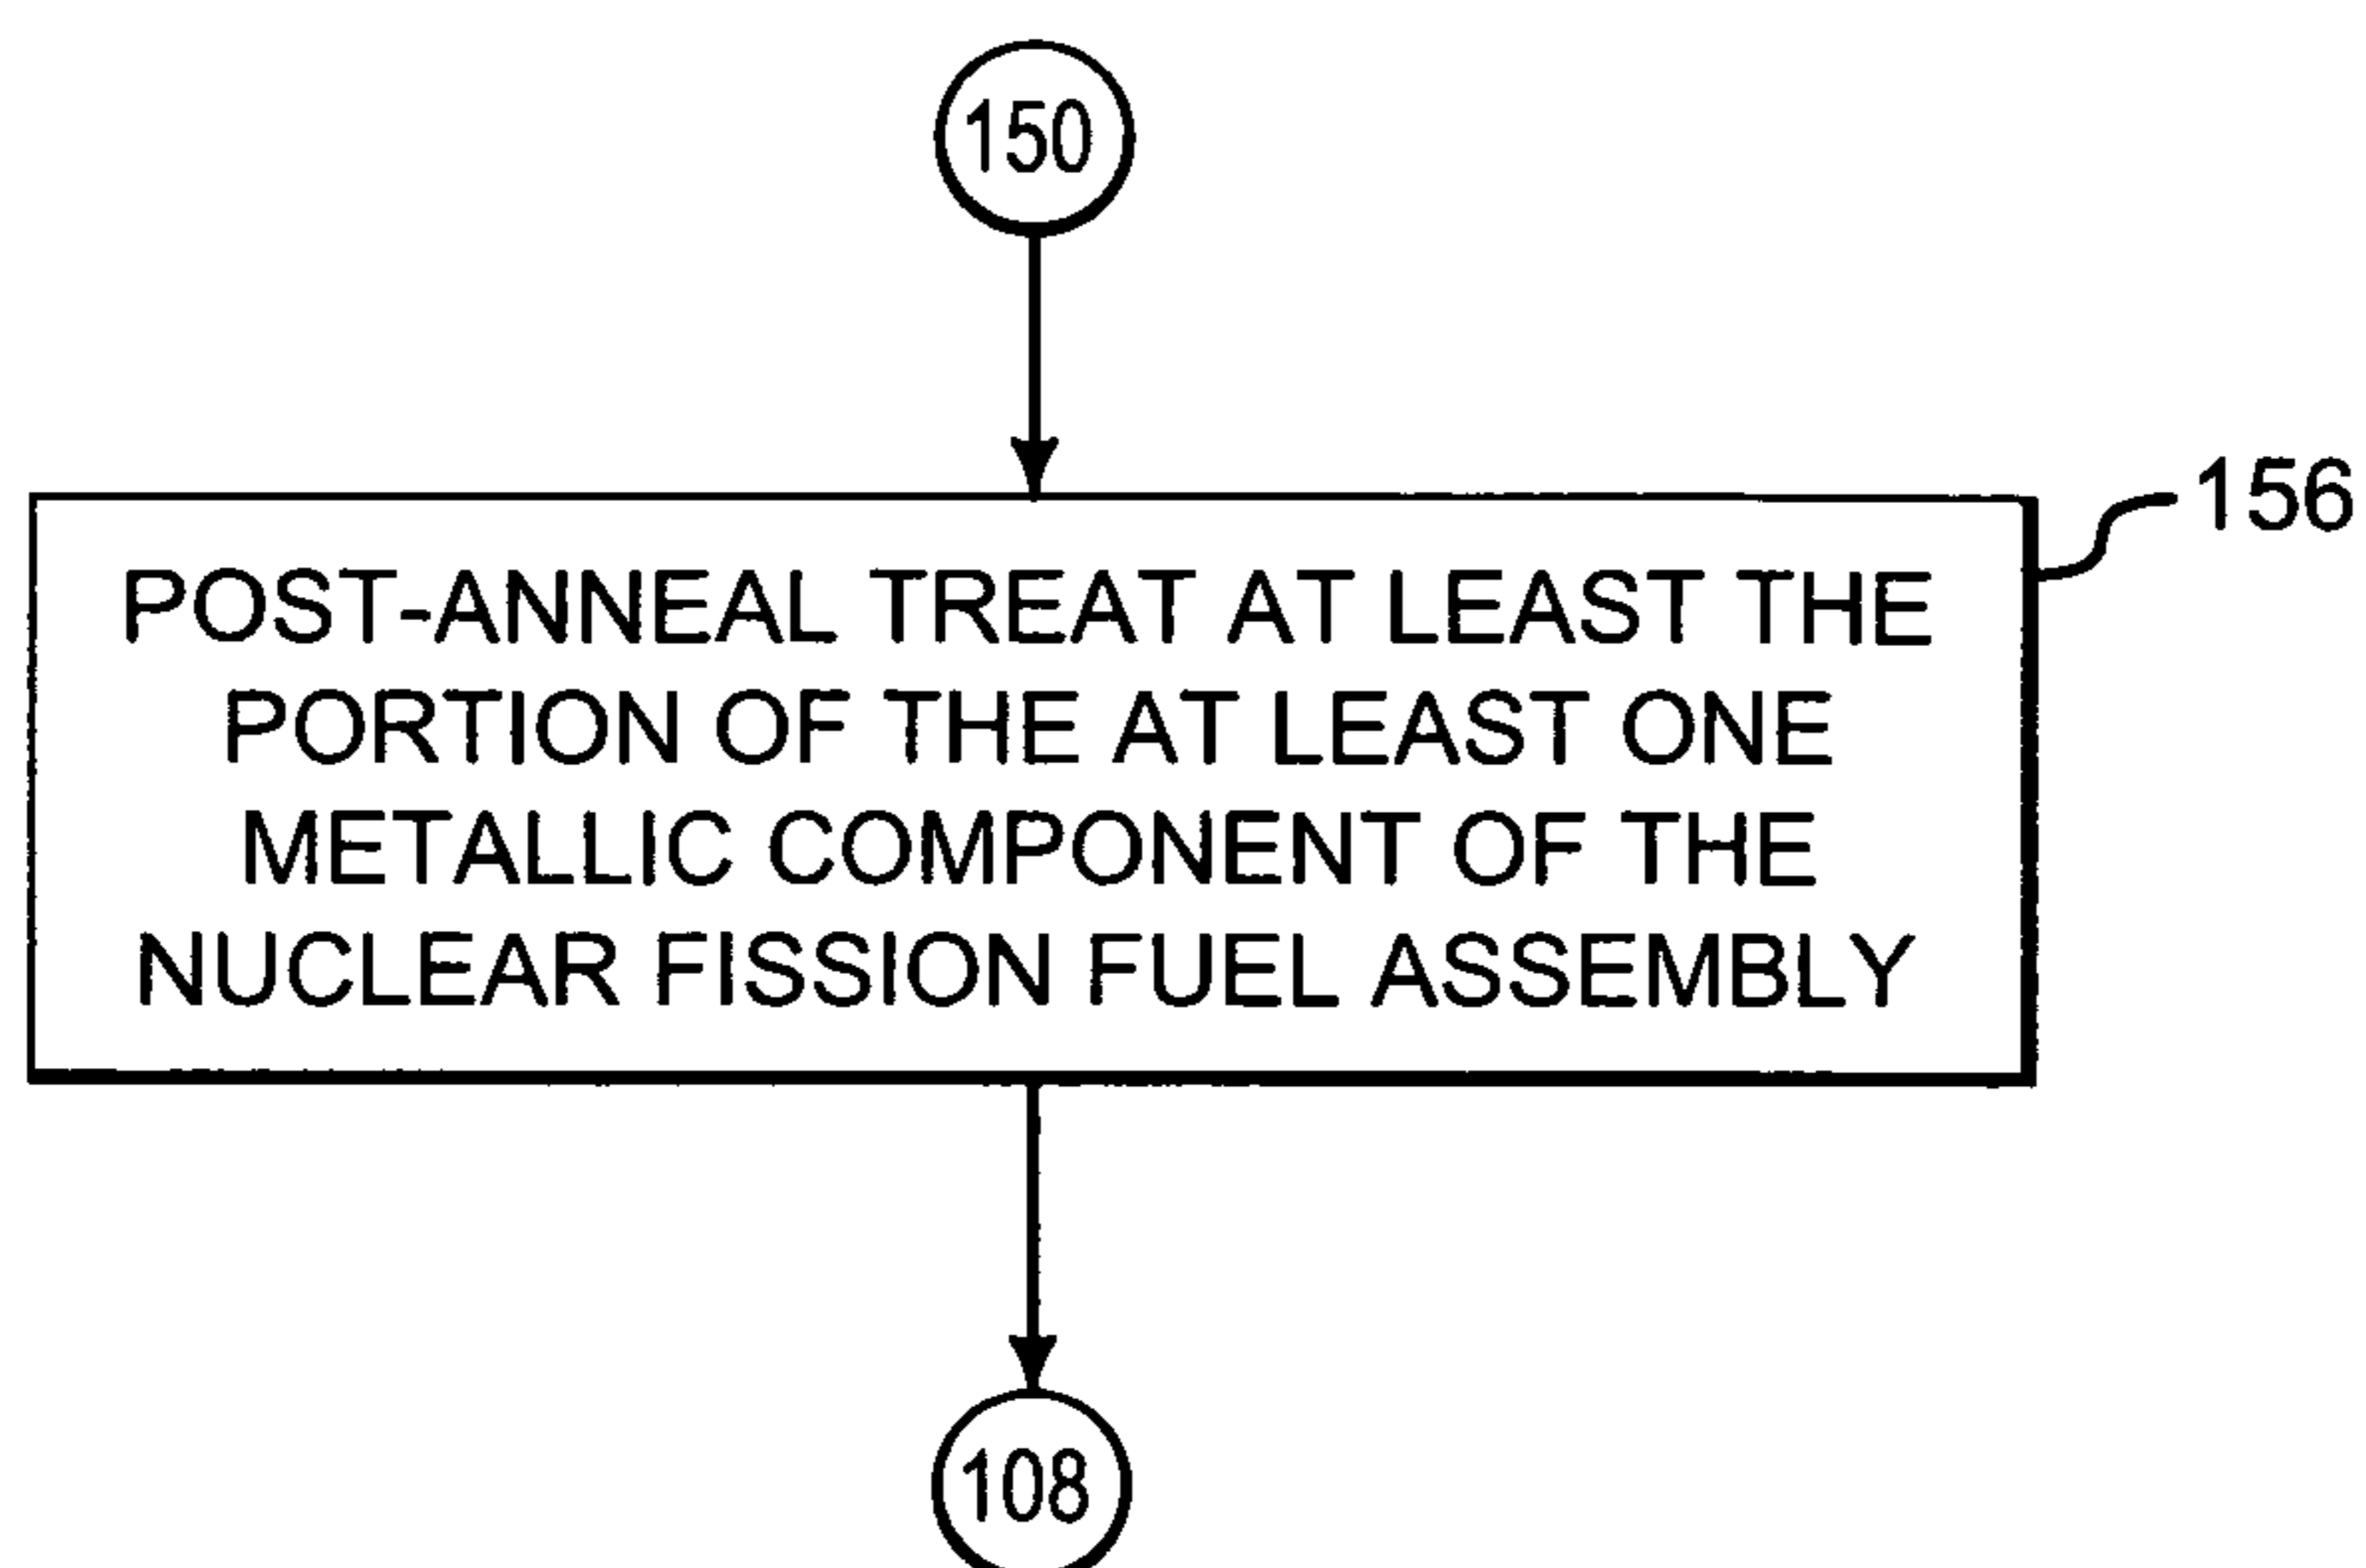 150
156
POST-ANNEAL TREAT AT LEAST THE
PORTION OF THE AT LEAST ONE
METALLIC COMPONENT OF THE
NUCLEAR FISSION FUEL ASSEMBLY
108